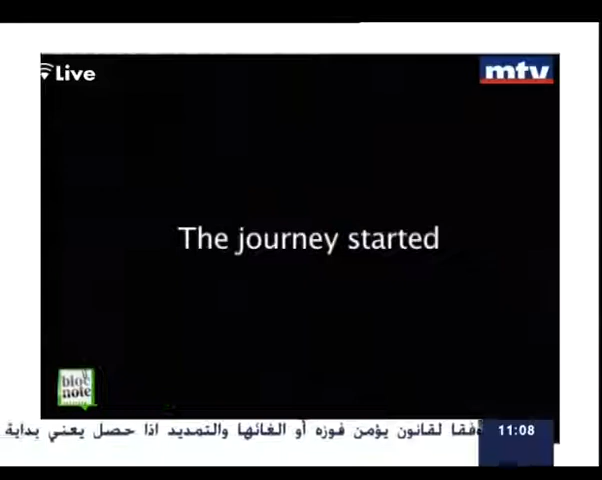 Live
mtv
The journey started
bloc
note
وفقا لقانون يؤمن فوزه أو الغائها والتمديد اذا حصل يعني بداية
11:08